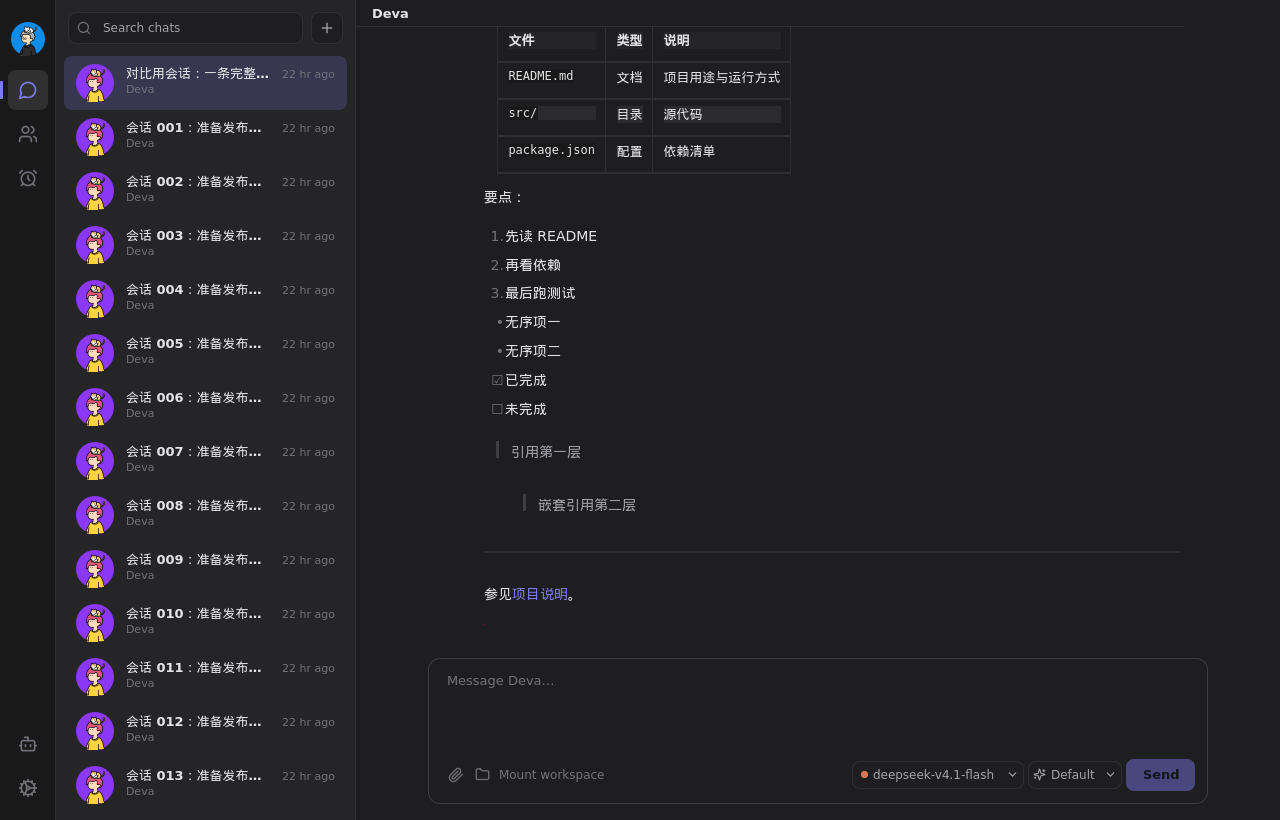 Search chats
对比用会话：一条完整... 22 hr ago
Deva
会话 001：准备发布... 22 hr ago
Deva
会话 002：准备发布... 22 hr ago
Deva
会话 003：准备发布... 22 hr ago
Deva
会话 004：准备发布... 22 hr ago
Deva
会话 005：准备发布... 22 hr ago
Deva
会话 006：准备发布... 22 hr ago
Deva
会话 007：准备发布... 22 hr ago
Deva
会话 008：准备发布... 22 hr ago
Deva
会话 009：准备发布... 22 hr ago
Deva
会话 010：准备发布... 22 hr ago
Deva
会话 011：准备发布... 22 hr ago
Deva
会话 012：准备发布... 22 hr ago
Deva
会话 013：准备发布... 22 hr ago
Deva
Deva
文件 类型 说明
README.md 文档 项目用途与运行方式
src/ 目录 源代码
package.json 配置 依赖清单
要点：
1. 先读 README
2. 再看依赖
3. 最后跑测试
• 无序项一
• 无序项二
☑ 已完成
☐ 未完成
引用第一层
嵌套引用第二层
参见项目说明。
Message Deva...
Mount workspace deepseek-v4.1-flash Default Send